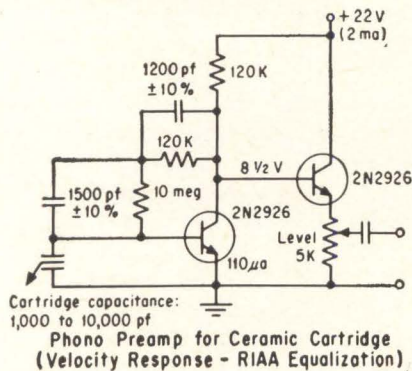 +22V
(2 ma)
1200 pf
±10%
120K
120K
8 ½ V
2N2926
1500 pf
±10%
10 meg
2N2926
Level
5K
110μa
Cartridge capacitance:
1,000 to 10,000 pf
Phono Preamp for Ceramic Cartridge
(Velocity Response - RIAA Equalization)